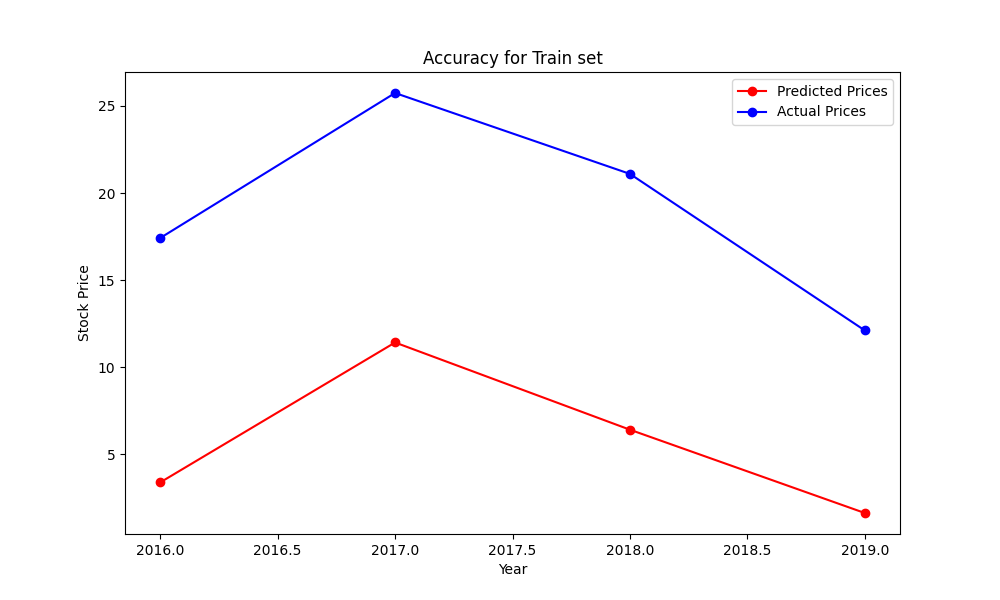 Accuracy for Train set
Predicted Prices
Actual Prices
25
20
15
10
5
Stock Price
2016.0 2016.5 2017.0 2017.5 2018.0 2018.5 2019.0
Year